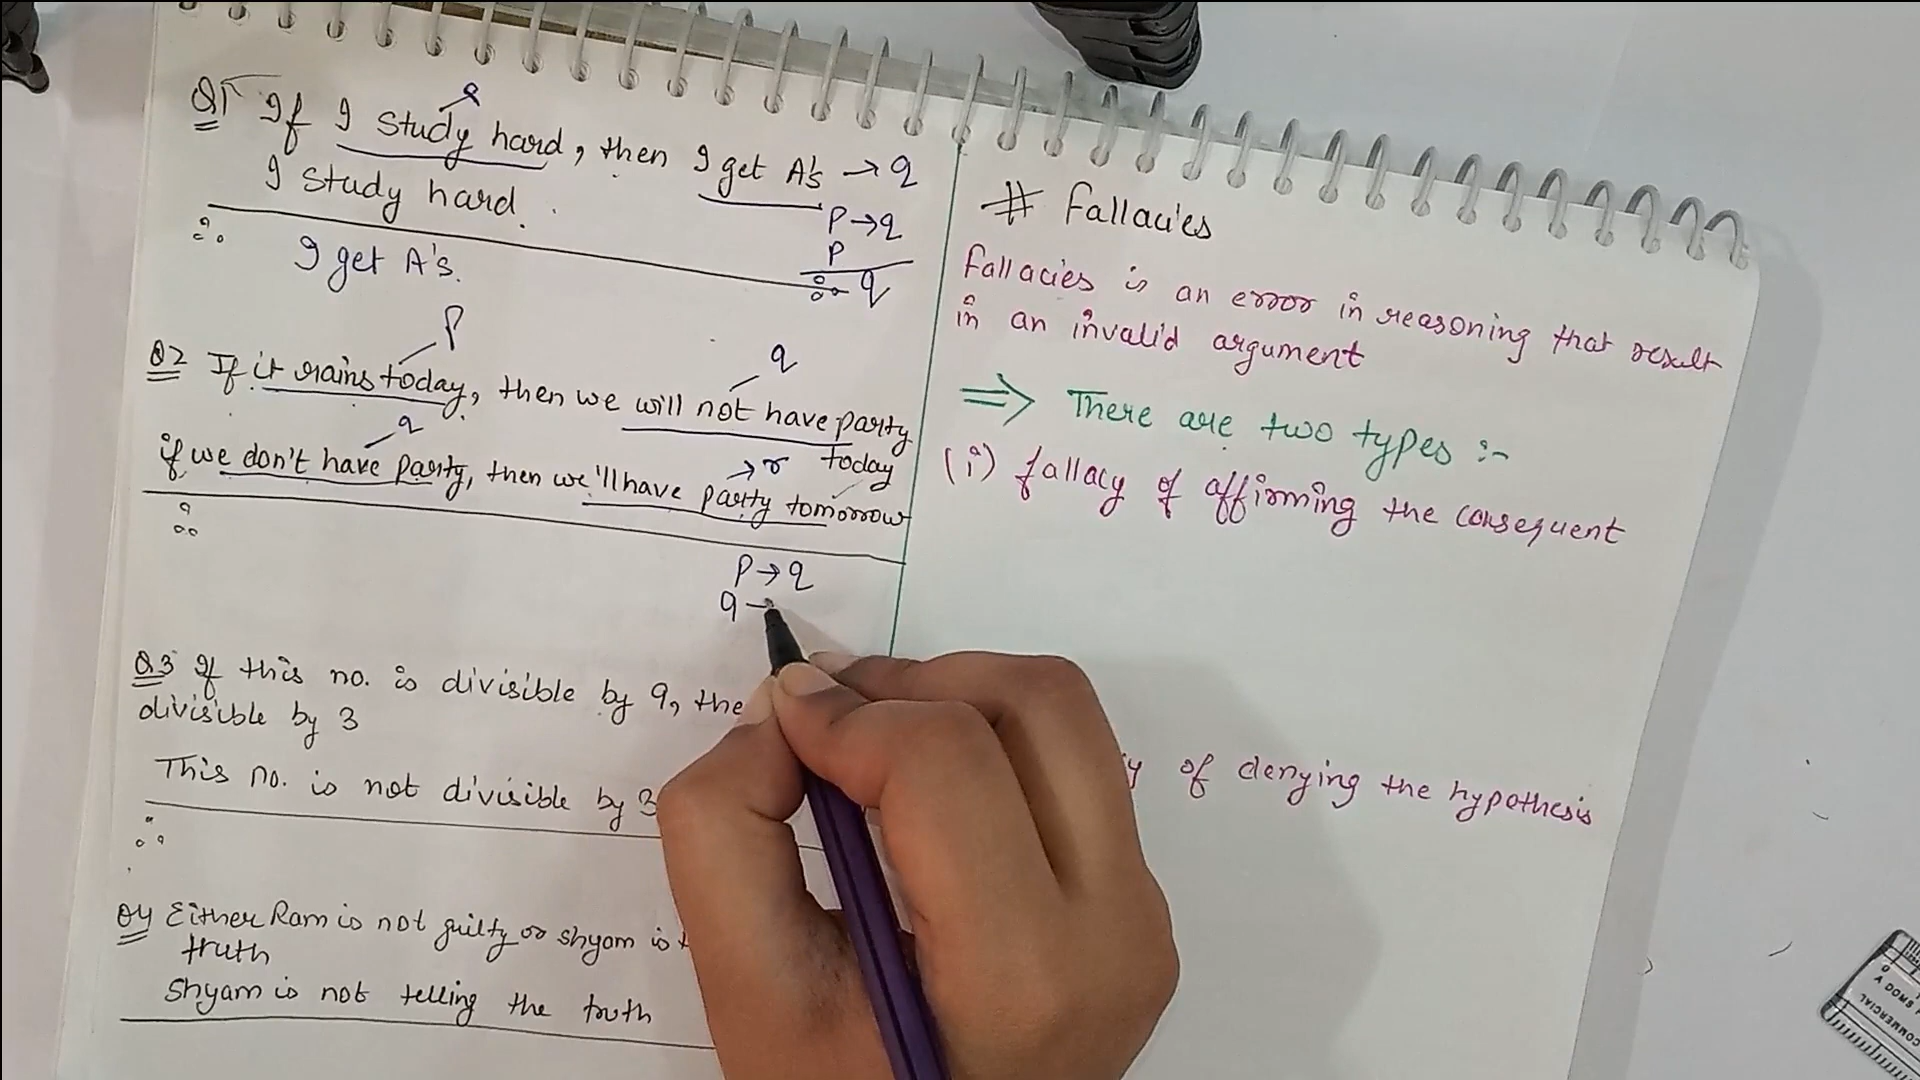 Q1 If I study hard, then I get A's → q
I study hard.
p→q
p
∴ q
∴ I get A's.
p
q
Q2 If it rains today, then we will not have party
today
q
→r
if we don't have party, then we'll have party tomorrow
∴
p→q
q→
Q3 If this no. is divisible by 9, the
divisible by 3
This no. is not divisible by 3
∴
Q4 Either Ram is not guilty or shyam is t
truth
Shyam is not telling the truth
# Fallacies
Fallacies is an error in reasoning that result
in an invalid argument
⇒ There are two types :-
(i) fallacy of affirming the consequent
y of denying the hypothesis
COMMERCIAL